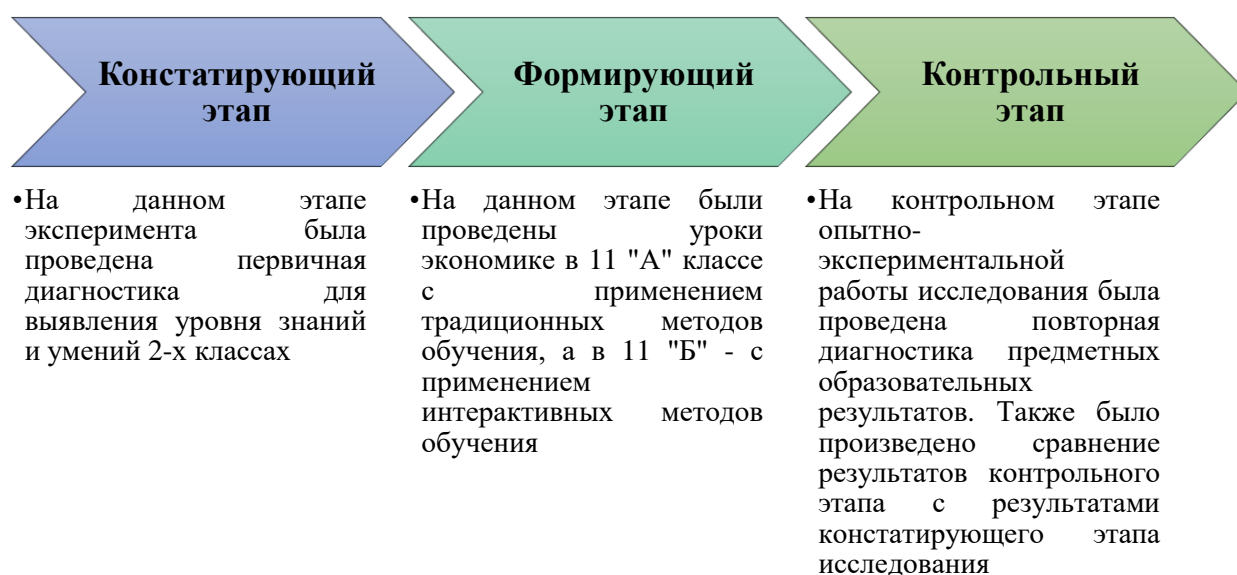 Констатирующий
этап
•На данном этапе
эксперимента была
проведена первичная
диагностика для
выявления уровня знаний
и умений 2-х классах
Формирующий
этап
•На данном этапе были
проведены уроки
экономике в 11 "А" классе
с применением
традиционных методов
обучения, а в 11 "Б" - с
применением
интерактивных методов
обучения
Контрольный
этап
•На контрольном этапе
опытно-
экспериментальной
работы исследования была
проведена повторная
диагностика предметных
образовательных
результатов. Также было
произведено сравнение
результатов контрольного
этапа с результатами
констатирующего этапа
исследования